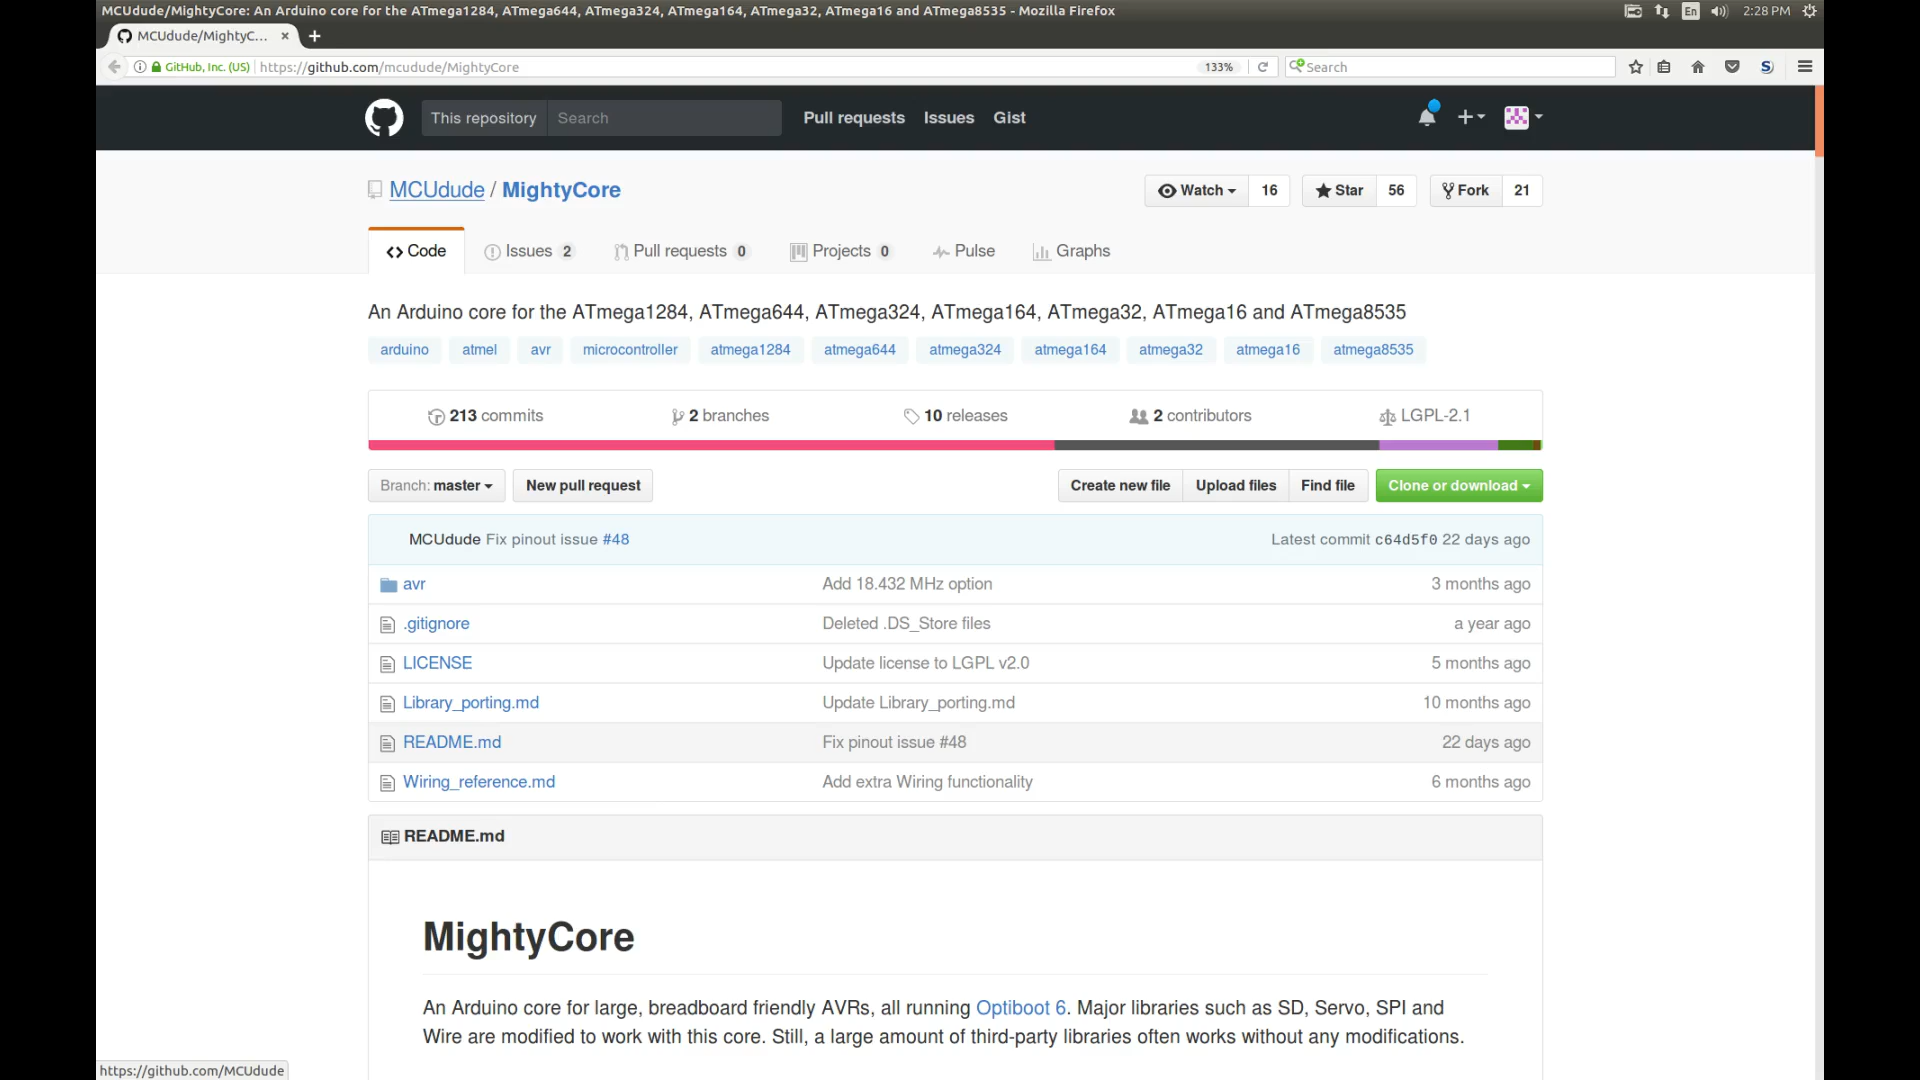 MCUdude/MightyCore: An Arduino core for the ATmega1284, ATmega644, ATmega324, ATmega164, ATmega32, ATmega16 and ATmega8535 - Mozilla Firefox
En 2:28 PM
MCUdude/MightyC... × +
GitHub, Inc. (US) https://github.com/mcudude/MightyCore 133% Search
This repository Search Pull requests Issues Gist
MCUdude / MightyCore Watch 16 Star 56 Fork 21
Code Issues 2 Pull requests 0 Projects 0 Pulse Graphs
An Arduino core for the ATmega1284, ATmega644, ATmega324, ATmega164, ATmega32, ATmega16 and ATmega8535
arduino atmel avr microcontroller atmega1284 atmega644 atmega324 atmega164 atmega32 atmega16 atmega8535
213 commits 2 branches 10 releases 2 contributors LGPL-2.1
Branch: master New pull request Create new file Upload files Find file Clone or download
MCUdude Fix pinout issue #48 Latest commit c64d5f0 22 days ago
avr Add 18.432 MHz option 3 months ago
.gitignore Deleted .DS_Store files a year ago
LICENSE Update license to LGPL v2.0 5 months ago
Library_porting.md Update Library_porting.md 10 months ago
README.md Fix pinout issue #48 22 days ago
Wiring_reference.md Add extra Wiring functionality 6 months ago
README.md
MightyCore
An Arduino core for large, breadboard friendly AVRs, all running Optiboot 6. Major libraries such as SD, Servo, SPI and
Wire are modified to work with this core. Still, a large amount of third-party libraries often works without any modifications.
https://github.com/MCUdude